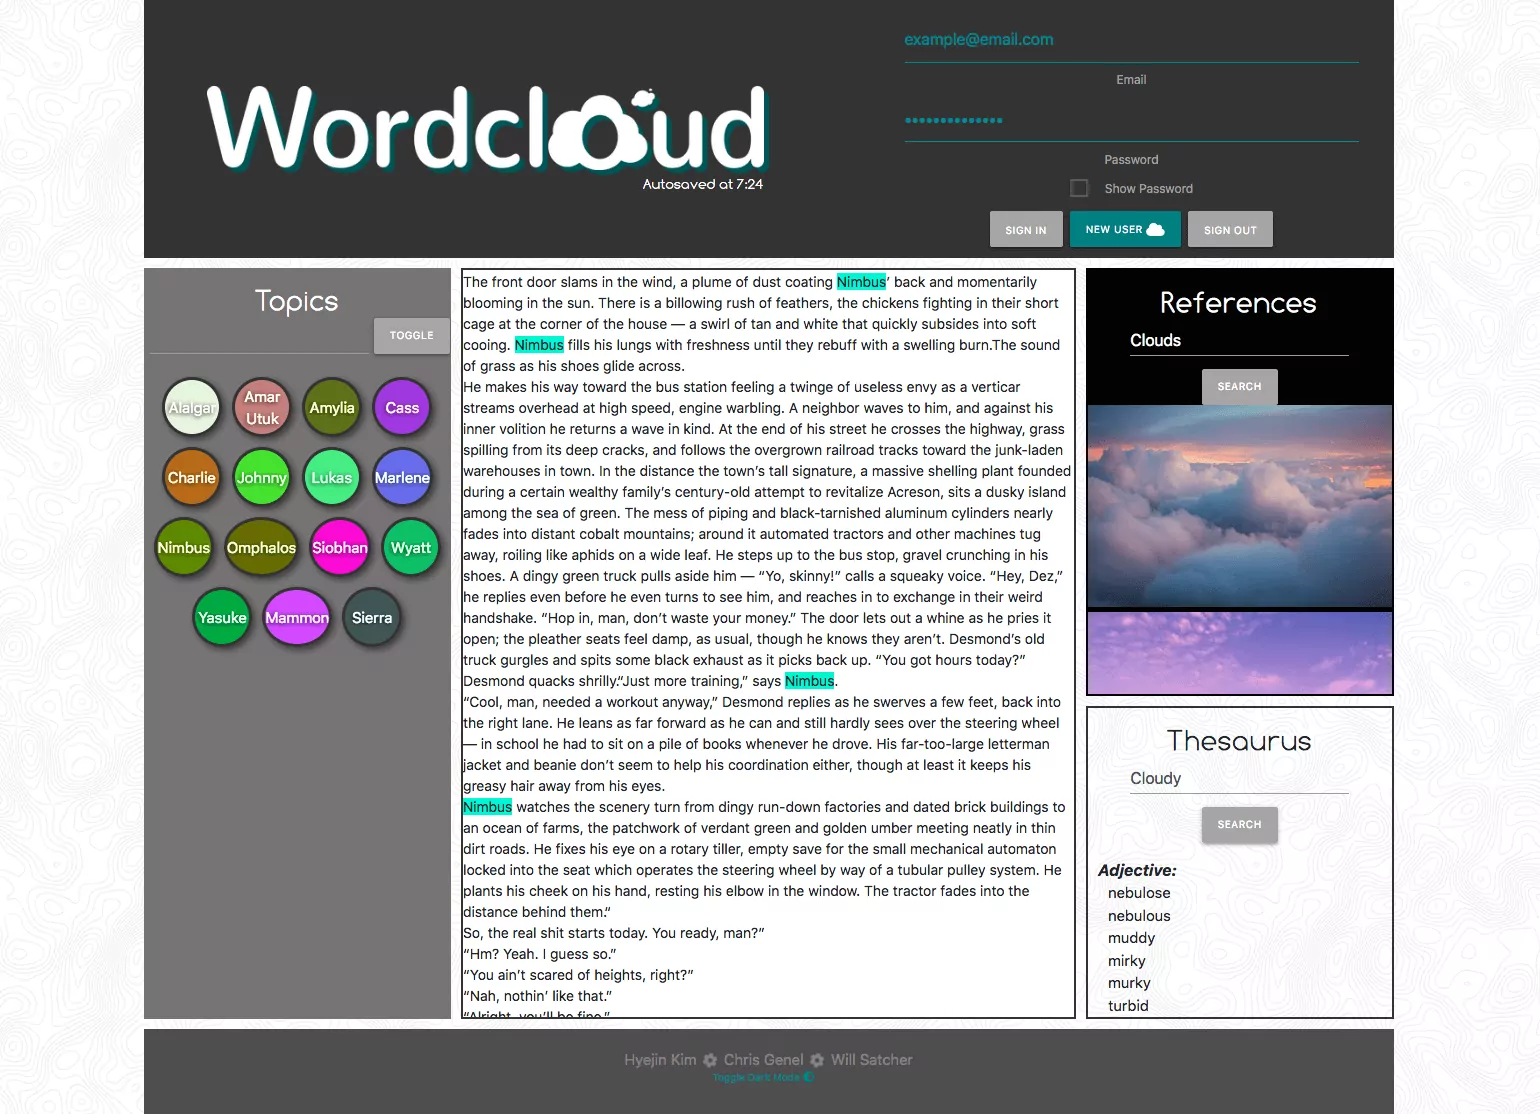 Wordcloud
Autosaved at 7:24
example@email.com
Email
••••••••••••••
Password
Show Password
SIGN IN
NEW USER
SIGN OUT
Topics
TOGGLE
Alalgar
Amar
Utuk
Amylia
Cass
Charlie
Johnny
Lukas
Marlene
Nimbus
Omphalos
Siobhan
Wyatt
Yasuke
Mammon
Sierra
The front door slams in the wind, a plume of dust coating Nimbus’ back and momentarily
blooming in the sun. There is a billowing rush of feathers, the chickens fighting in their short
cage at the corner of the house — a swirl of tan and white that quickly subsides into soft
cooing. Nimbus fills his lungs with freshness until they rebuff with a swelling burn.The sound
of grass as his shoes glide across.
He makes his way toward the bus station feeling a twinge of useless envy as a verticar
streams overhead at high speed, engine warbling. A neighbor waves to him, and against his
inner volition he returns a wave in kind. At the end of his street he crosses the highway, grass
spilling from its deep cracks, and follows the overgrown railroad tracks toward the junk-laden
warehouses in town. In the distance the town’s tall signature, a massive shelling plant founded
during a certain wealthy family’s century-old attempt to revitalize Acreson, sits a dusky island
among the sea of green. The mess of piping and black-tarnished aluminum cylinders nearly
fades into distant cobalt mountains; around it automated tractors and other machines tug
away, roiling like aphids on a wide leaf. He steps up to the bus stop, gravel crunching in his
shoes. A dingy green truck pulls aside him — “Yo, skinny!” calls a squeaky voice. “Hey, Dez,”
he replies even before he even turns to see him, and reaches in to exchange in their weird
handshake. “Hop in, man, don’t waste your money.” The door lets out a whine as he pries it
open; the pleather seats feel damp, as usual, though he knows they aren’t. Desmond’s old
truck gurgles and spits some black exhaust as it picks back up. “You got hours today?”
Desmond quacks shrilly.“Just more training,” says Nimbus.
“Cool, man, needed a workout anyway,” Desmond replies as he swerves a few feet, back into
the right lane. He leans as far forward as he can and still hardly sees over the steering wheel
— in school he had to sit on a pile of books whenever he drove. His far-too-large letterman
jacket and beanie don’t seem to help his coordination either, though at least it keeps his
greasy hair away from his eyes.
Nimbus watches the scenery turn from dingy run-down factories and dated brick buildings to
an ocean of farms, the patchwork of verdant green and golden umber meeting neatly in thin
dirt roads. He fixes his eye on a rotary tiller, empty save for the small mechanical automaton
locked into the seat which operates the steering wheel by way of a tubular pulley system. He
plants his cheek on his hand, resting his elbow in the window. The tractor fades into the
distance behind them.“
So, the real shit starts today. You ready, man?”
“Hm? Yeah. I guess so.”
“You ain’t scared of heights, right?”
“Nah, nothin’ like that.”
“Alright, you’ll be fine.”
References
Clouds
SEARCH
Thesaurus
Cloudy
SEARCH
Adjective:
nebulose
nebulous
muddy
mirky
murky
turbid
Hyejin Kim Chris Genel Will Satcher
Toggle Dark Mode